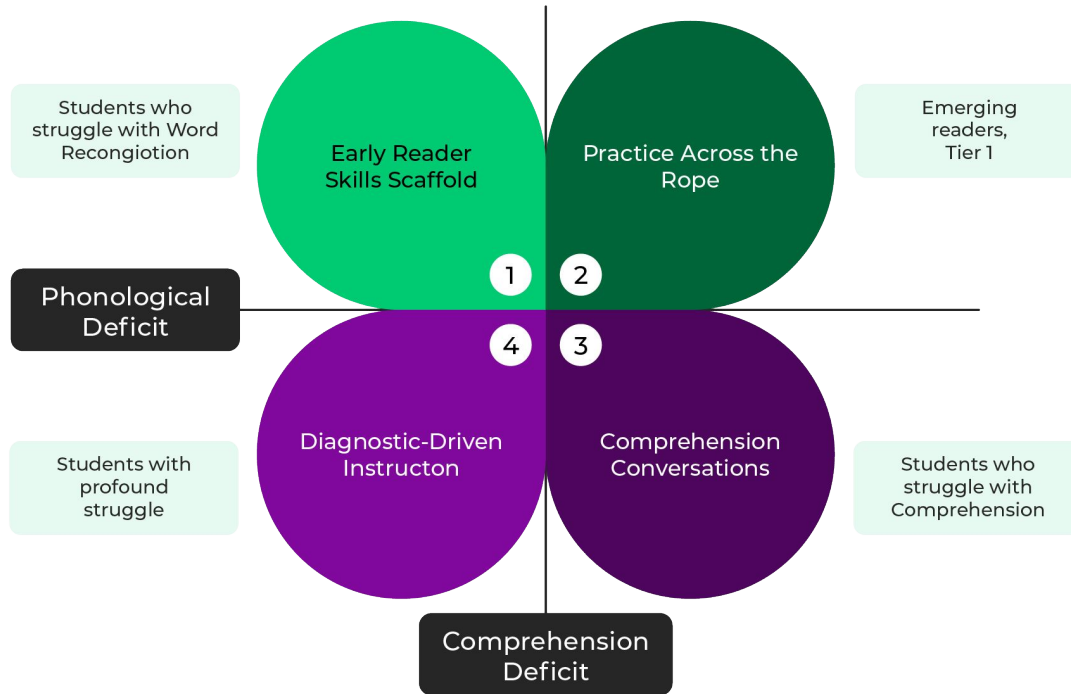 Students who
struggle with Word
Recongiotion
Early Reader
Skills Scaffold
Practice Across the
Rope
Emerging
readers,
Tier 1
1
2
Phonological
Deficit
4
3
Students with
profound
struggle
Diagnostic-Driven
Instructon
Comprehension
Conversations
Students who
struggle with
Comprehension
Comprehension
Deficit